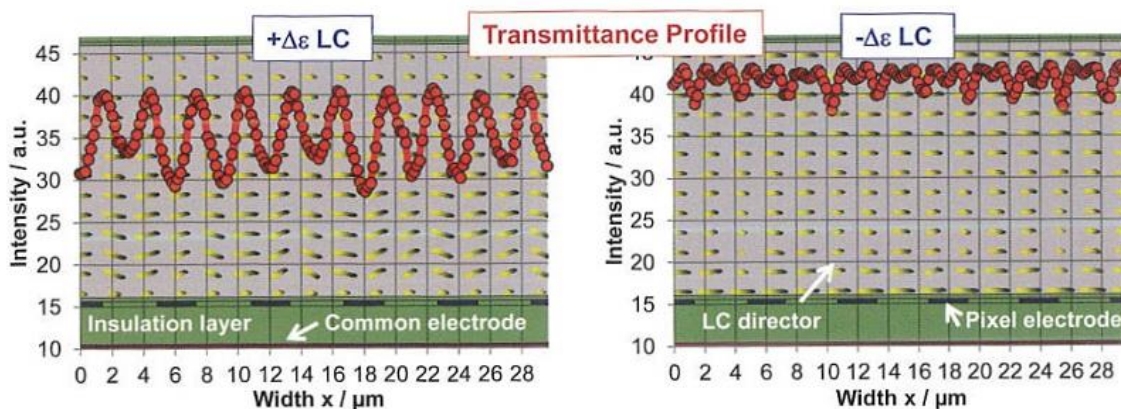 +Δε LC
Transmittance Profile
-Δε LC
Intensity / a.u.
45
40
35
30
25
20
15
10
Insulation layer
Common electrode
0 2 4 6 8 10 12 14 16 18 20 22 24 26 28
Width x / µm
Intensity / a.u.
45
40
35
30
25
20
15
10
LC director
Pixel electrode
0 2 4 6 8 10 12 14 16 18 20 22 24 26 28
Width x / µm